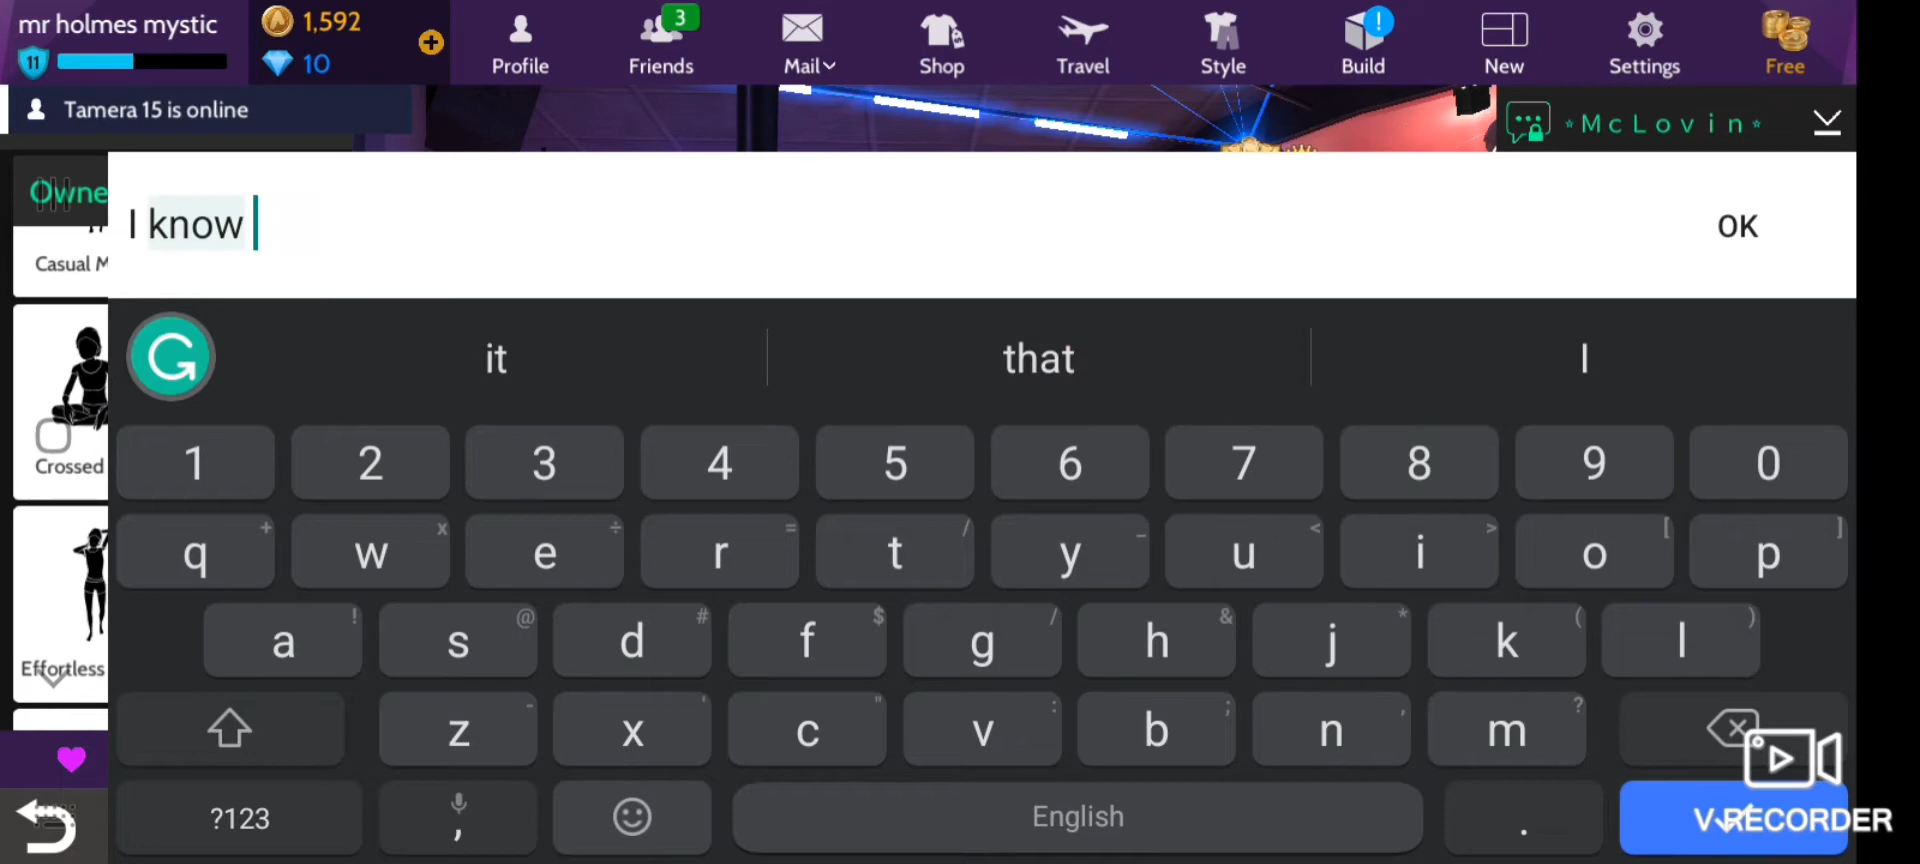 mr holmes mystic
11
1,592
10
Profile
3
Friends
Mail
Shop
Travel
Style
!
Build
New
Settings
Free
Tamera 15 is online
*McLovin*
Owne
I know
OK
Casual M
it
that
I
Crossed
1 2 3 4 5 6 7 8 9 0
+ x ÷ = / _ < > [ ]
q w e r t y u i o p
! @ # $ / & * ( )
a s d f g h j k l
Effortless
- ' " : ; , ?
z x c v b n m
?123
,
English
.
V RECORDER